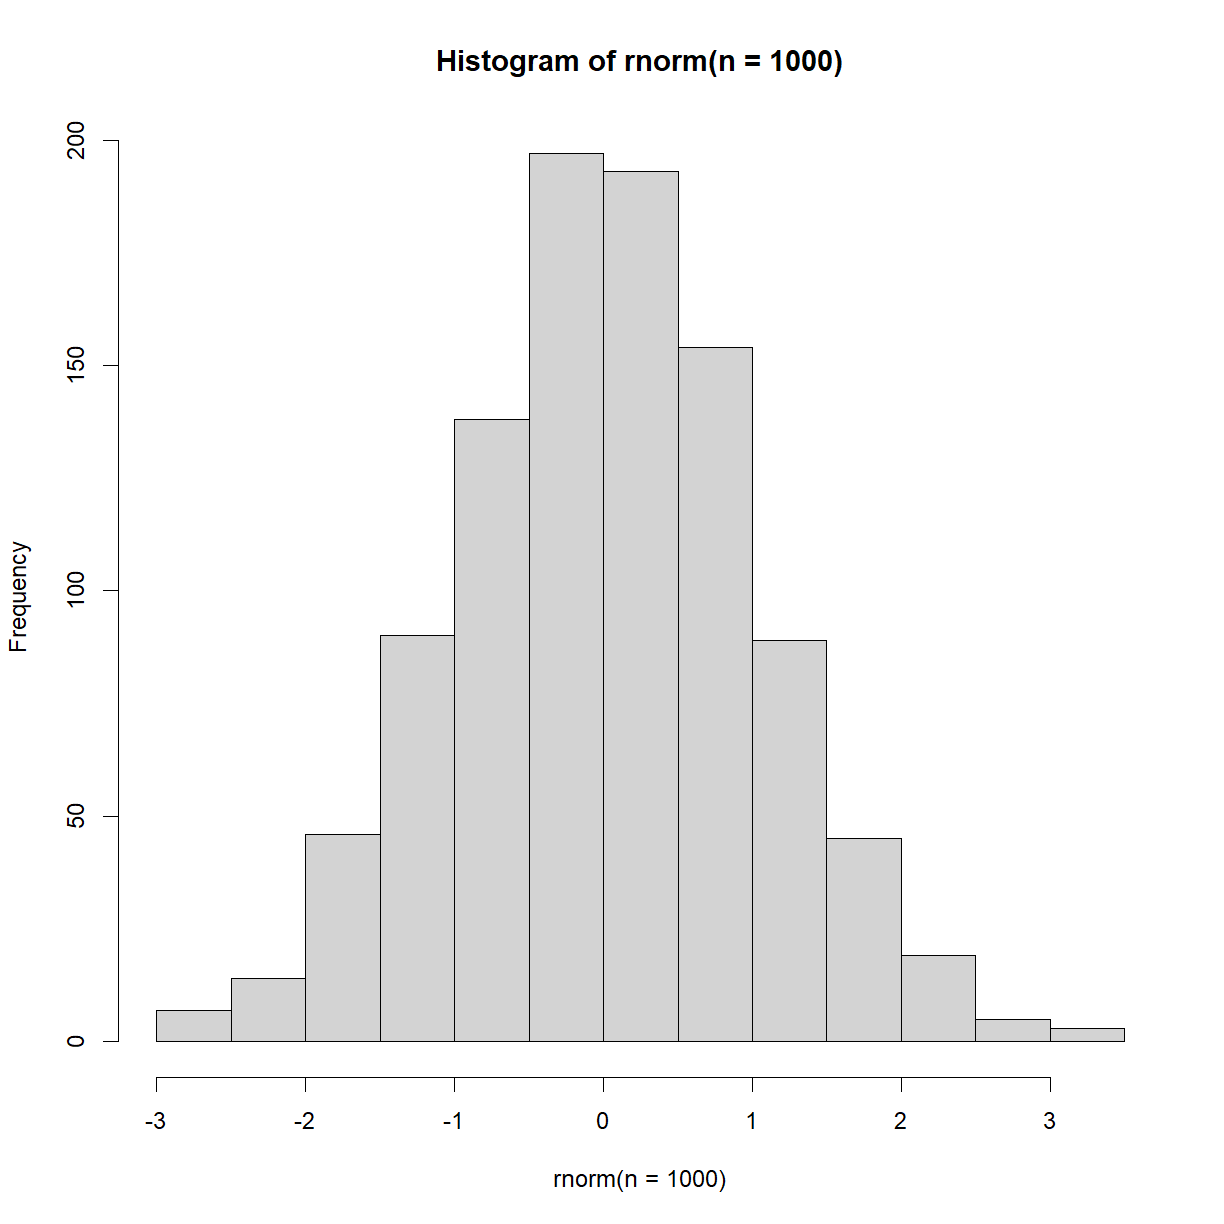 Histogram of rnorm(n = 1000)
Frequency
200
150
100
50
0
-3 -2 -1 0 1 2 3
rnorm(n = 1000)